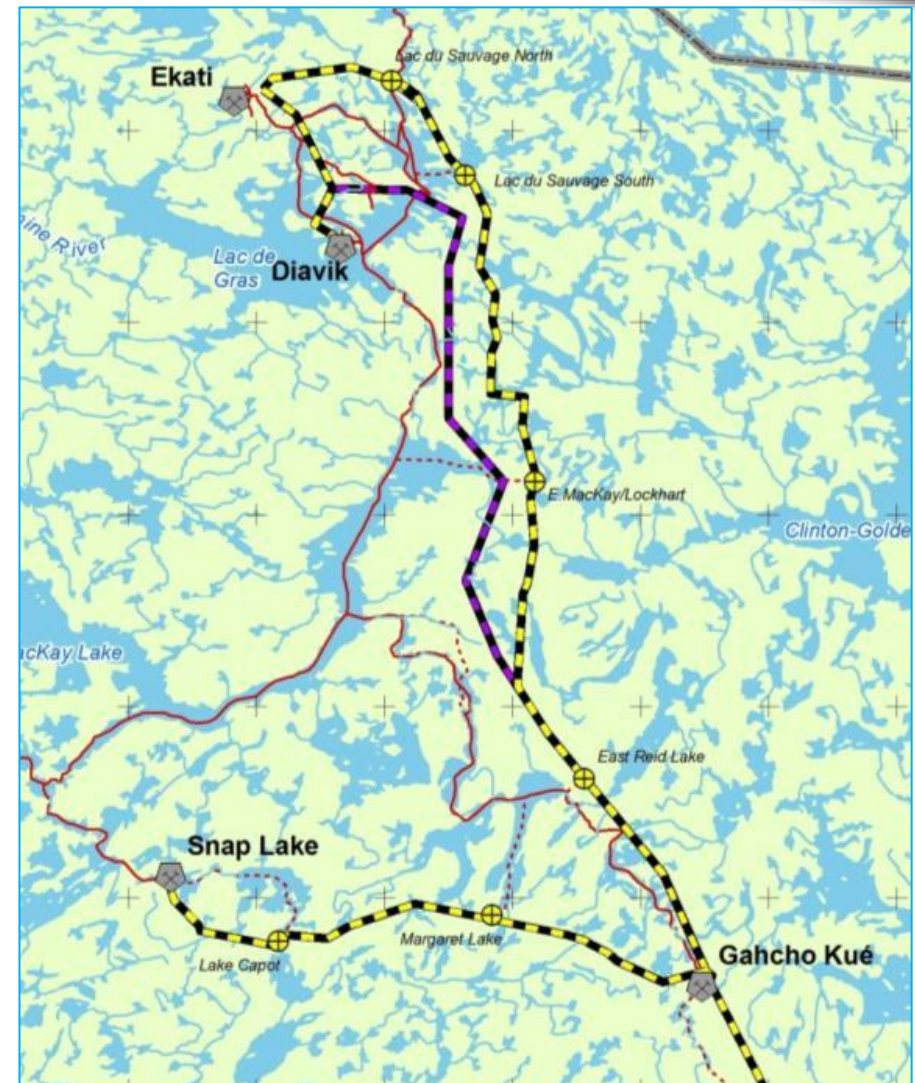 Lac du Sauvage North
Ekati
Lac du Sauvage South
ine River
Lac de
Gras
Diavik
E.MacKay/Lockhart
Clinton-Golde
acKay Lake
East Reid Lake
Snap Lake
Margaret Lake
Gahcho Kué
Lake Capot